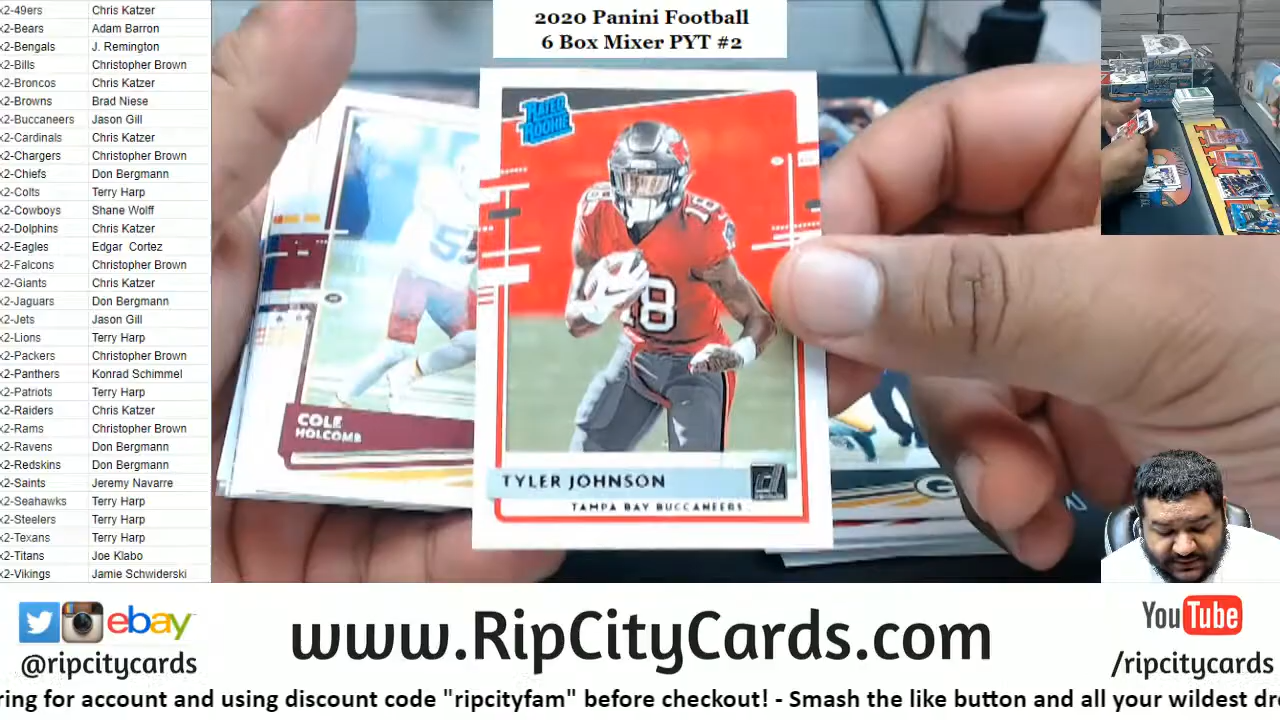 x2-49ers Chris Katzer
x2-Bears Adam Barron
x2-Bengals J. Remington
x2-Bills Christopher Brown
x2-Broncos Chris Katzer
x2-Browns Brad Niese
x2-Buccaneers Jason Gill
x2-Cardinals Chris Katzer
x2-Chargers Christopher Brown
x2-Chiefs Don Bergmann
x2-Colts Terry Harp
x2-Cowboys Shane Wolff
x2-Dolphins Chris Katzer
x2-Eagles Edgar Cortez
x2-Falcons Christopher Brown
x2-Giants Chris Katzer
x2-Jaguars Don Bergmann
x2-Jets Jason Gill
x2-Lions Terry Harp
x2-Packers Christopher Brown
x2-Panthers Konrad Schimmel
x2-Patriots Terry Harp
x2-Raiders Chris Katzer
x2-Rams Christopher Brown
x2-Ravens Don Bergmann
x2-Redskins Don Bergmann
x2-Saints Jeremy Navarre
x2-Seahawks Terry Harp
x2-Steelers Terry Harp
x2-Texans Terry Harp
x2-Titans Joe Klabo
x2-Vikings Jamie Schwiderski
2020 Panini Football
6 Box Mixer PYT #2
RATED
ROOKIE
18
18
COLE
HOLCOMB
TYLER JOHNSON
TAMPA BAY BUCCANEERS
ebay
@ripcitycards
www.RipCityCards.com
YouTube
/ripcitycards
ring for account and using discount code "ripcityfam" before checkout! - Smash the like button and all your wildest dre